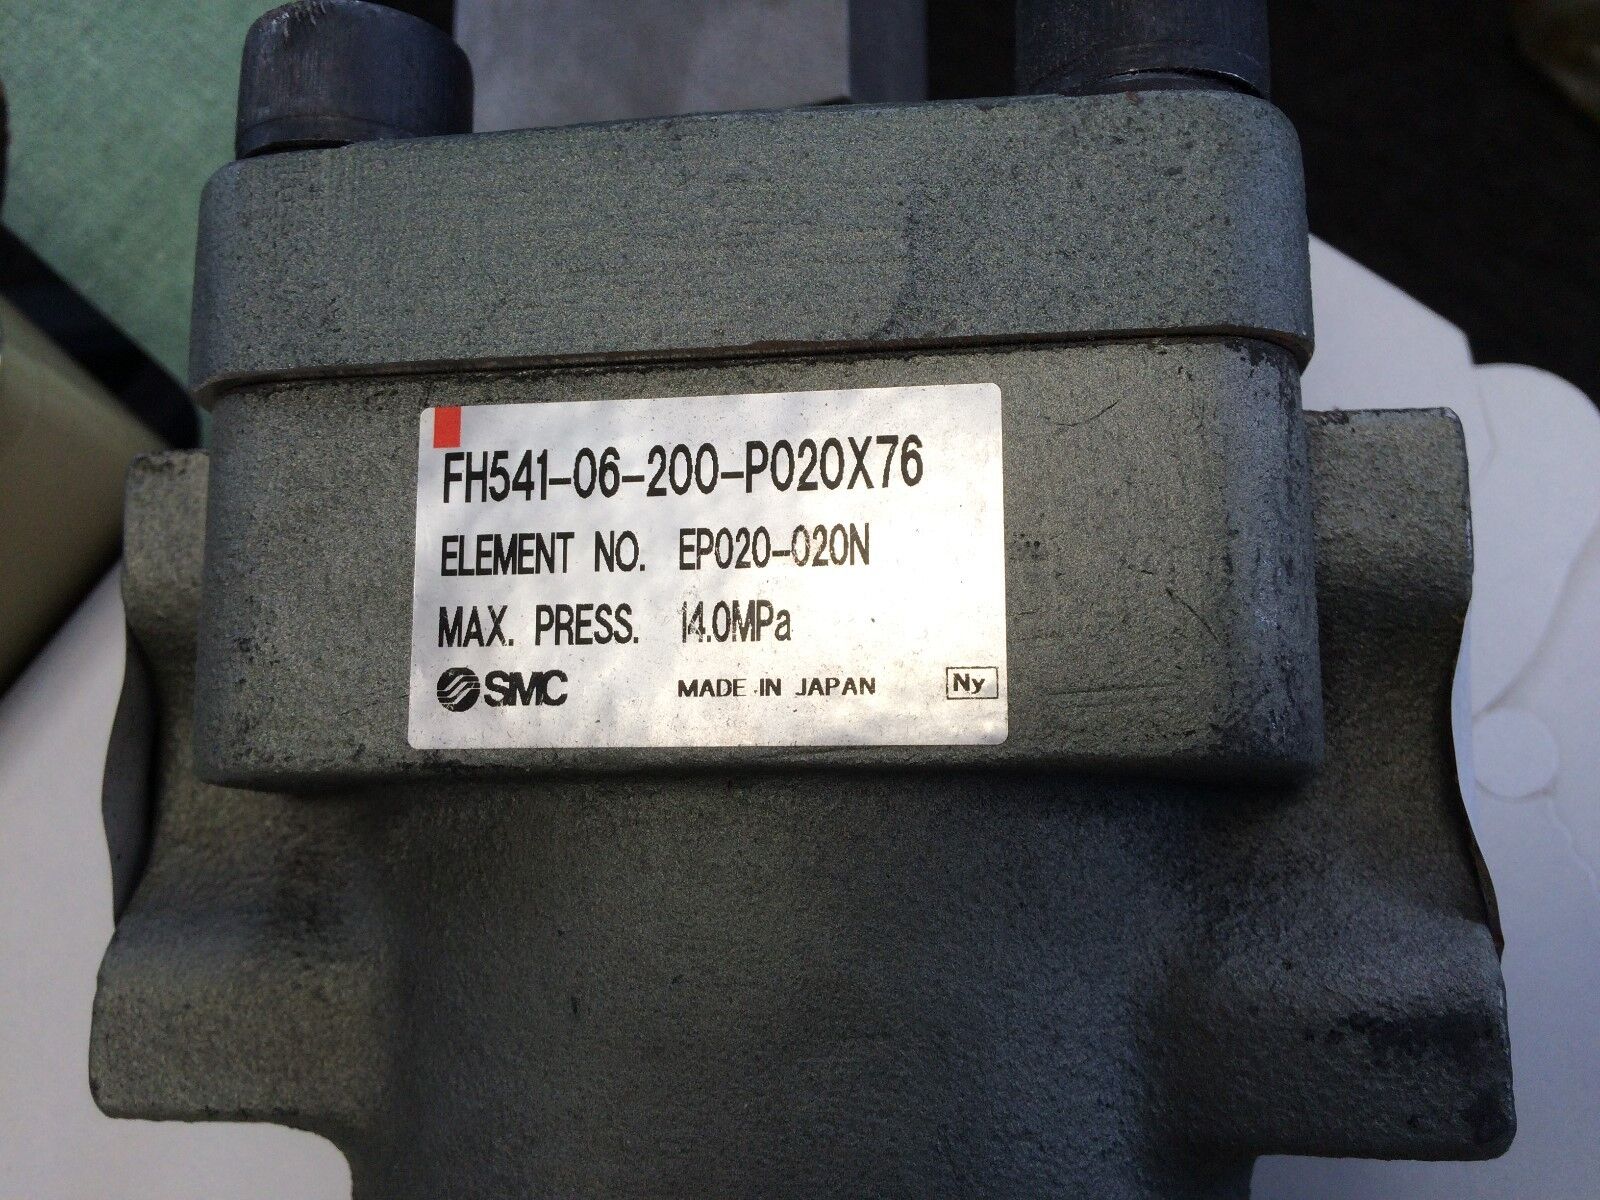 FH541-06-200-P020X76
ELEMENT NO. EP020-020N
MAX. PRESS. 14.0MPa
SMC MADE IN JAPAN Ny